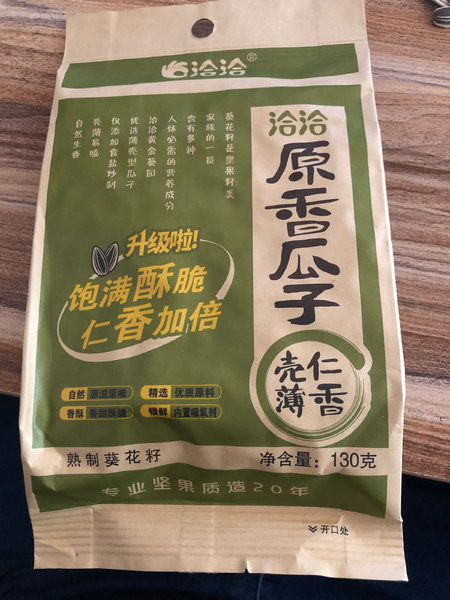 洽洽®
洽洽
原香瓜子
壳薄
仁香
葵花籽是坚果籽类
家族的一员
含有多种
人体必需的营养成分
洽洽黄金葵园
优选薄壳型瓜子
仅添加食盐炒制
壳薄易嗑
自然生香
升级啦!
饱满酥脆
仁香加倍
自然 原滋原味
精选 优质原料
香酥 香甜酥脆
锁鲜 内置吸氧剂
熟制葵花籽
净含量：130克
专业坚果质造20年
开口处